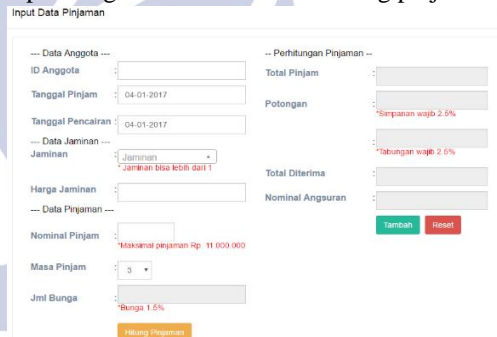 Input Data Pinjaman
--- Data Anggota ---
ID Anggota :
Tanggal Pinjam : 04-01-2017
Tanggal Pencairan : 04-01-2017
--- Data Jaminan ---
Jaminan : Jaminan
* Jaminan bisa lebih dari 1
Harga Jaminan :
--- Data Pinjaman ---
Nominal Pinjam :
*Maksimal pinjaman Rp. 11.000.000
Masa Pinjam : 3
Jml Bunga :
*Bunga 1.5%
Hitung Pinjaman
-- Perhitungan Pinjaman --
Total Pinjam :
Potongan :
*Simpanan wajib 2.5%
:
*Tabungan wajib 2.5%
Total Diterima :
Nominal Angsuran :
Tambah Reset